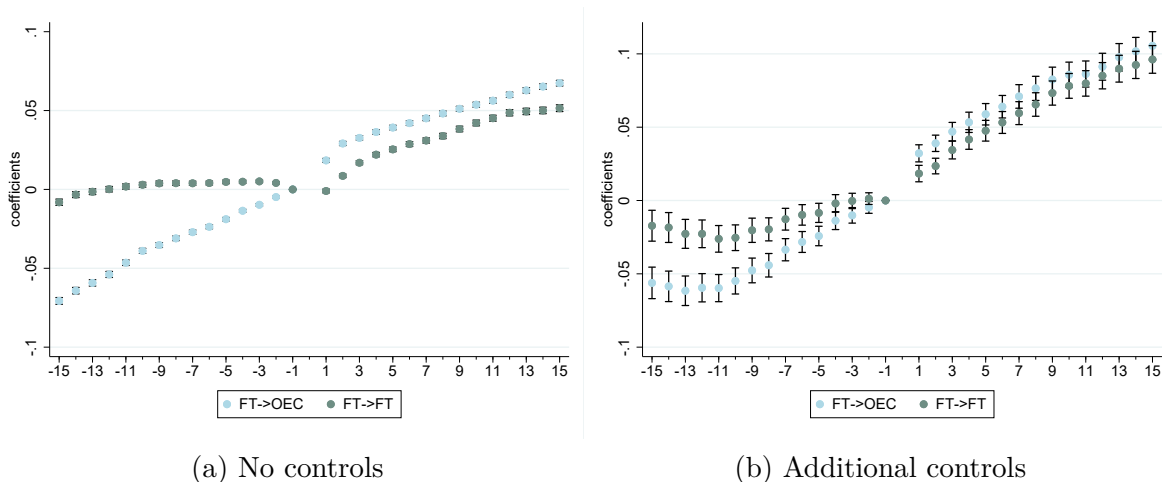 .1
.05
0
-.05
-.1
coefficients
-15 -13 -11 -9 -7 -5 -3 -1 1 3 5 7 9 11 13 15
FT->OEC FT->FT
(a) No controls
.1
.05
0
-.05
-.1
coefficients
-15 -13 -11 -9 -7 -5 -3 -1 1 3 5 7 9 11 13 15
FT->OEC FT->FT
(b) Additional controls